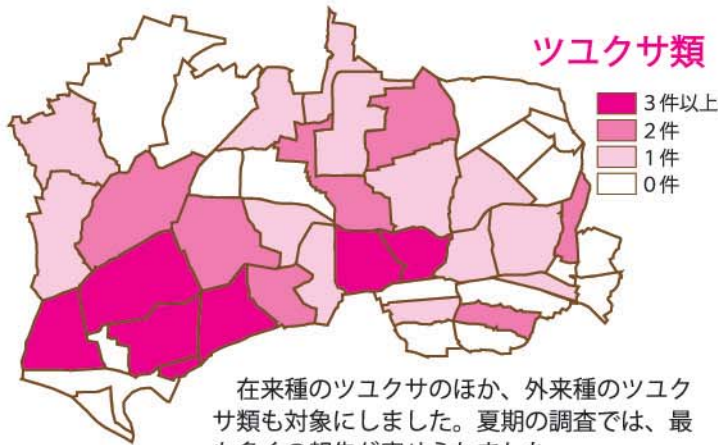 ツユクサ類
3件以上
2件
1件
0件
在来種のツユクサのほか、外来種のツユク
サ類も対象にしました。夏期の調査では、最